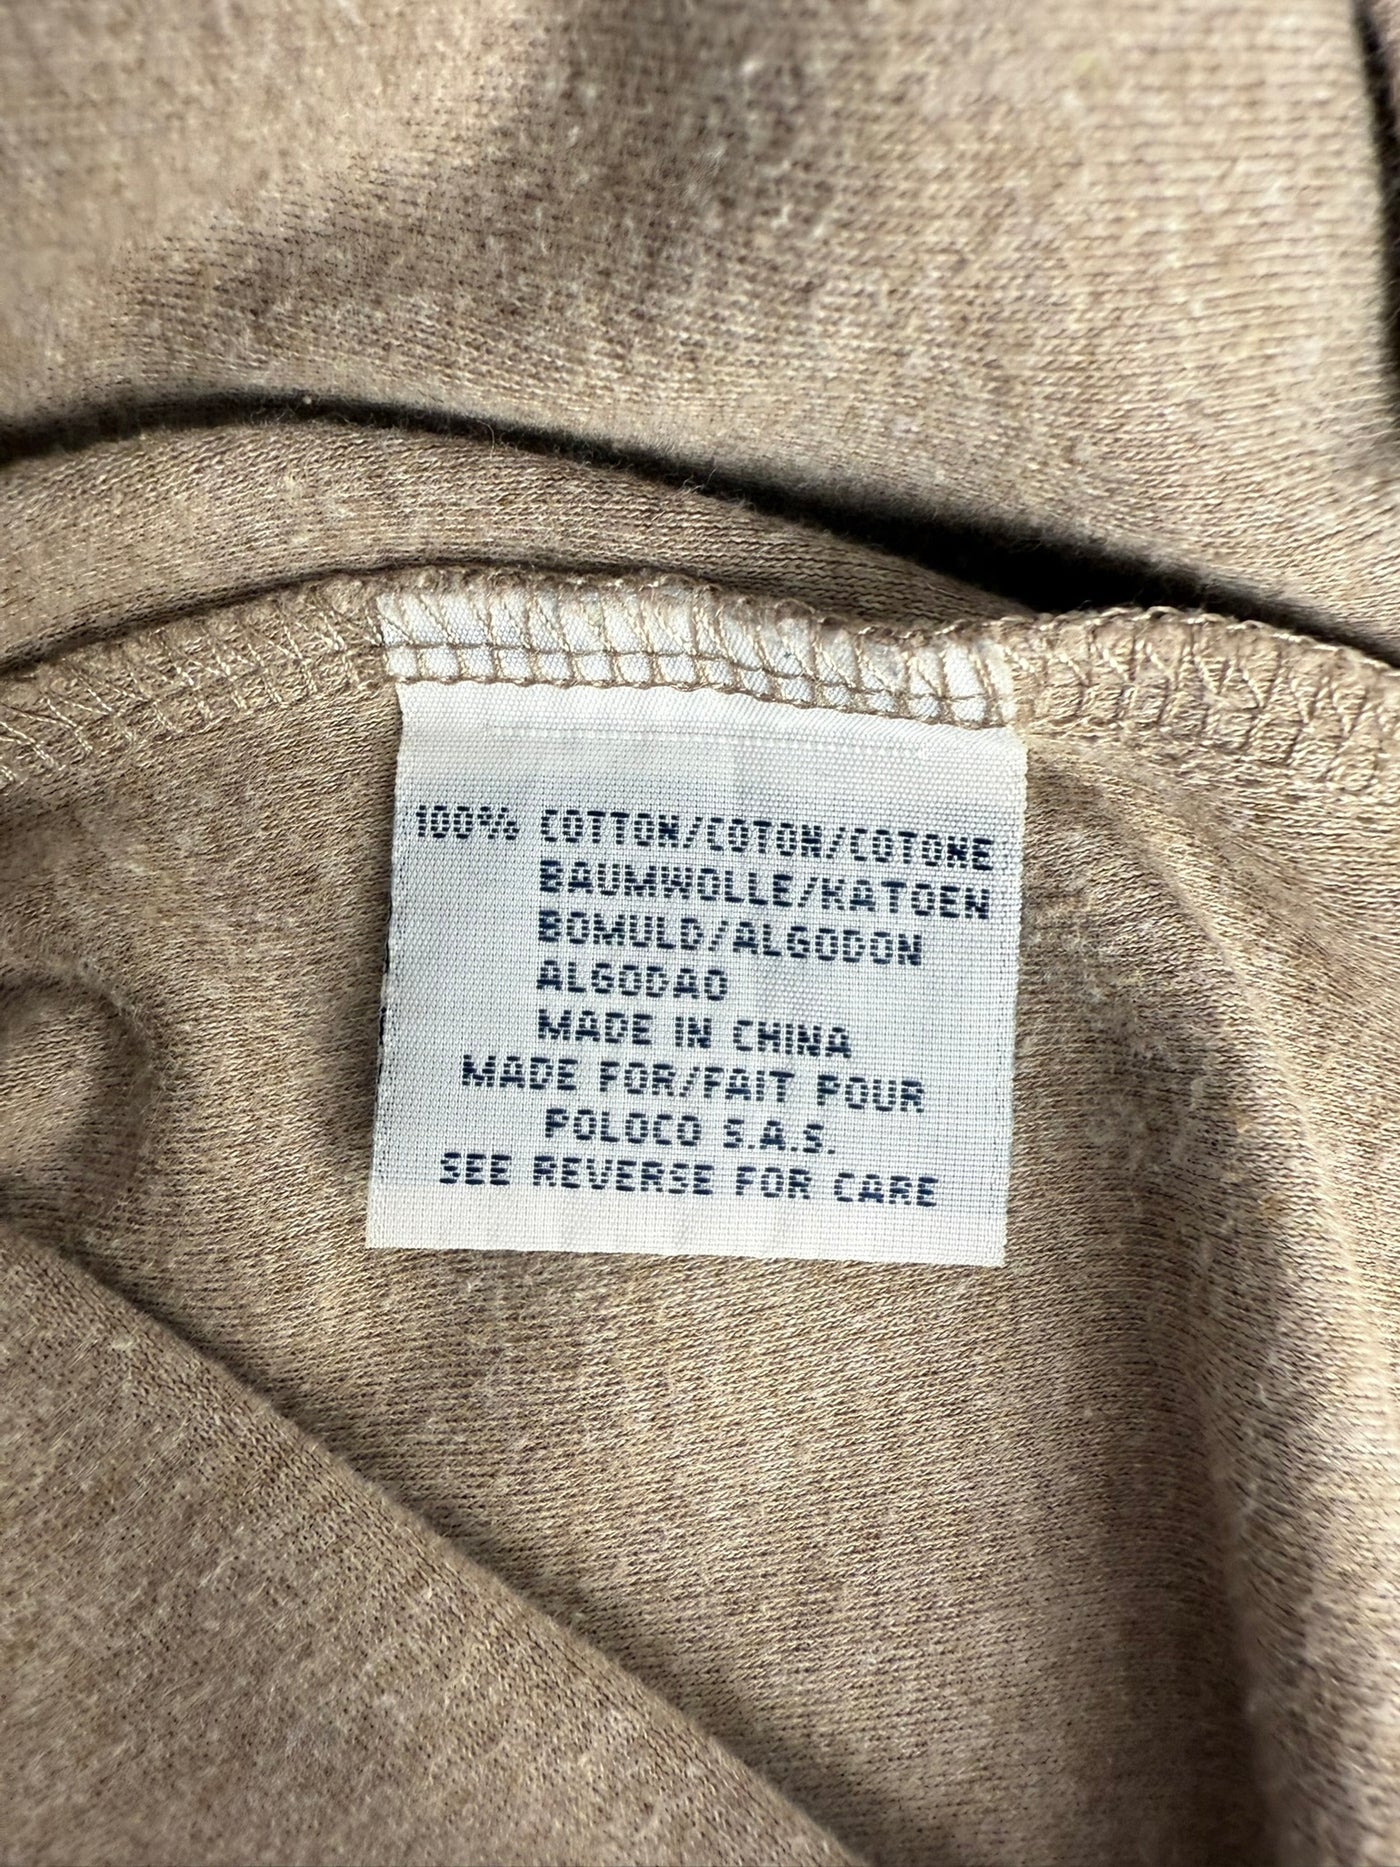 100% COTTON/COTON/COTONE
BAUMWOLLE/KATOEN
BOMULD/ALGODON
ALGODAO
MADE IN CHINA
MADE FOR/FAIT POUR
POLOCO S.A.S.
SEE REVERSE FOR CARE